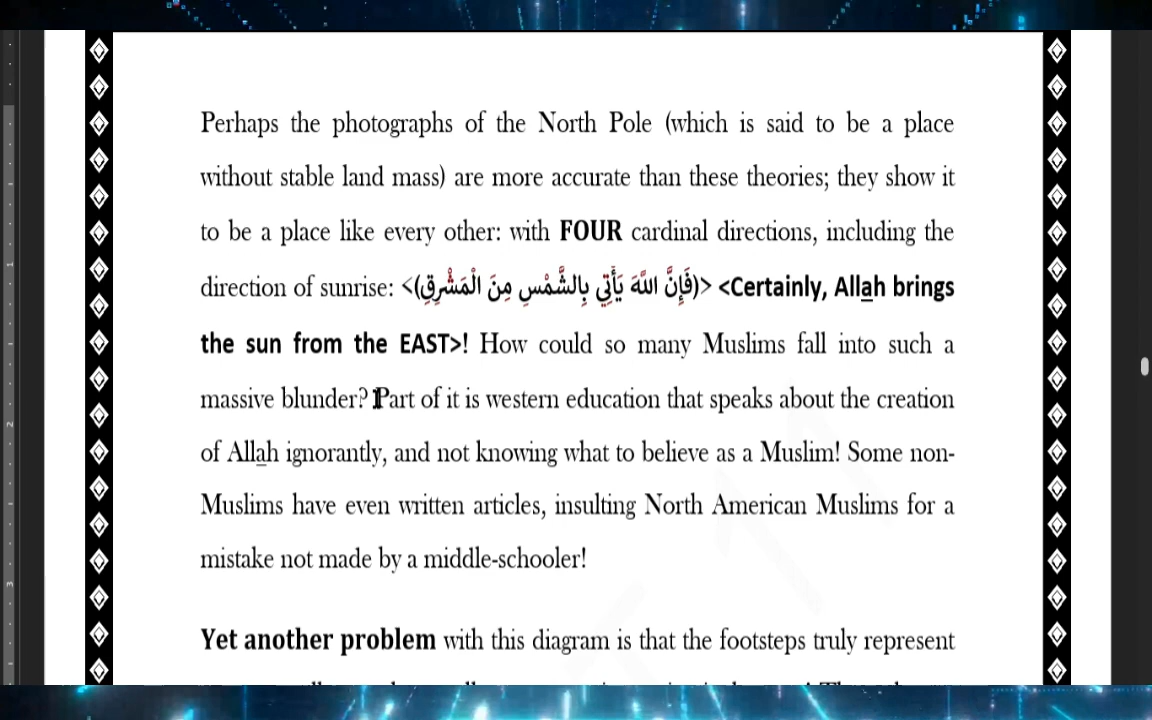 Perhaps the photographs of the North Pole (which is said to be a place
without stable land mass) are more accurate than these theories; they show it
to be a place like every other: with FOUR cardinal directions, including the
direction of sunrise: <(فَإِنَّ اللَّهَ يَأْتِي بِالشَّمْسِ مِنَ الْمَشْرِقِ)> <Certainly, Allah brings
the sun from the EAST>! How could so many Muslims fall into such a
massive blunder? Part of it is western education that speaks about the creation
of Allah ignorantly, and not knowing what to believe as a Muslim! Some non-
Muslims have even written articles, insulting North American Muslims for a
mistake not made by a middle-schooler!
Yet another problem with this diagram is that the footsteps truly represent